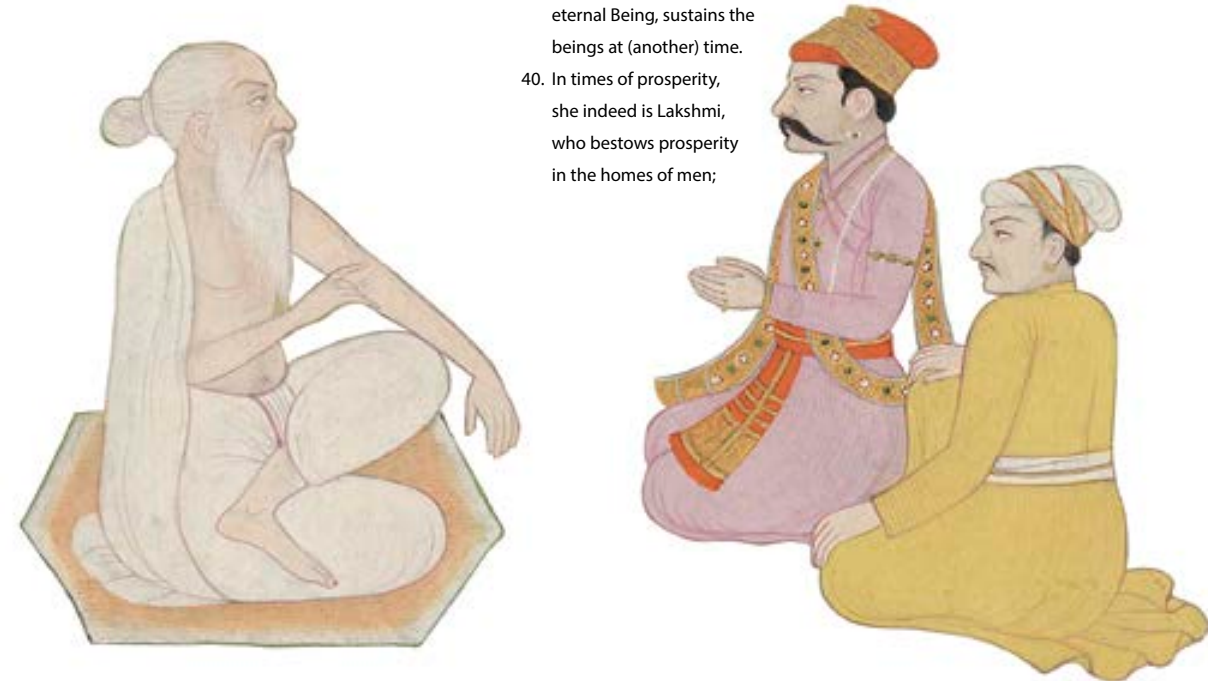 eternal Being, sustains the
beings at (another) time.
40. In times of prosperity,
she indeed is Lakshmi,
who bestows prosperity
in the homes of men;